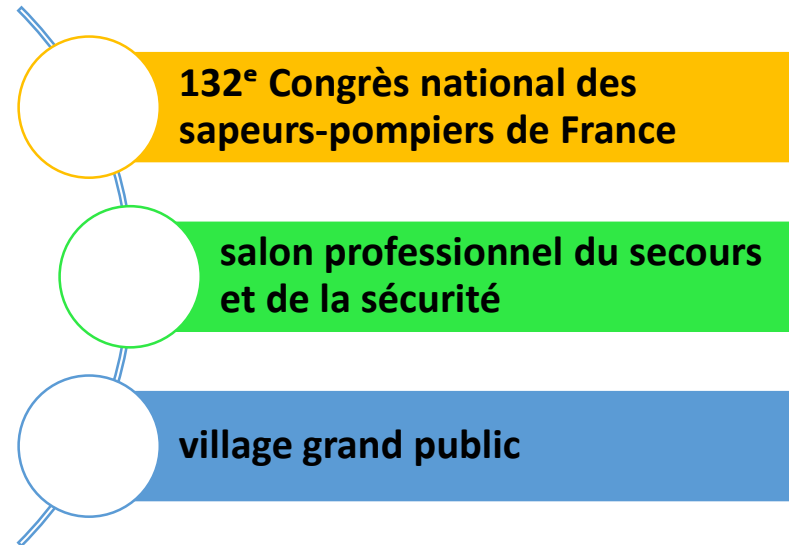 132ᵉ Congrès national des
sapeurs-pompiers de France
salon professionnel du secours
et de la sécurité
village grand public